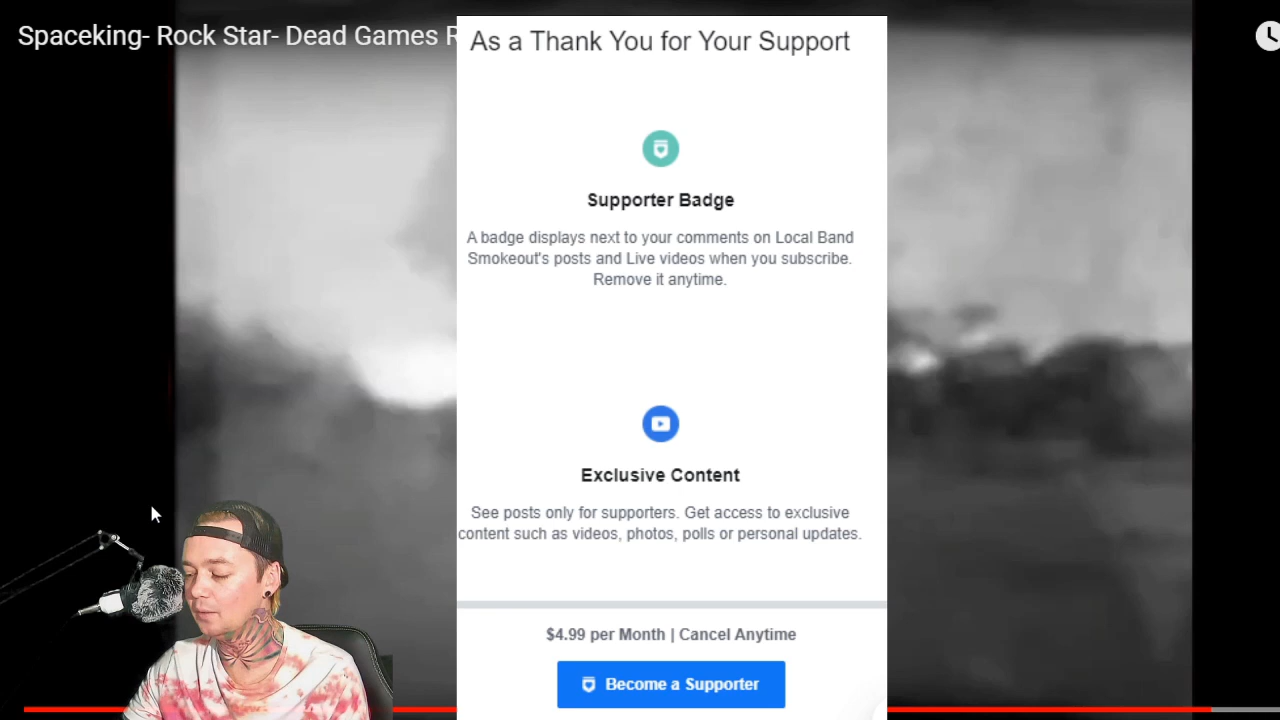 Spaceking- Rock Star- Dead Games R
As a Thank You for Your Support
Supporter Badge
A badge displays next to your comments on Local Band
Smokeout's posts and Live videos when you subscribe.
Remove it anytime.
Exclusive Content
See posts only for supporters. Get access to exclusive
content such as videos, photos, polls or personal updates.
$4.99 per Month | Cancel Anytime
Become a Supporter